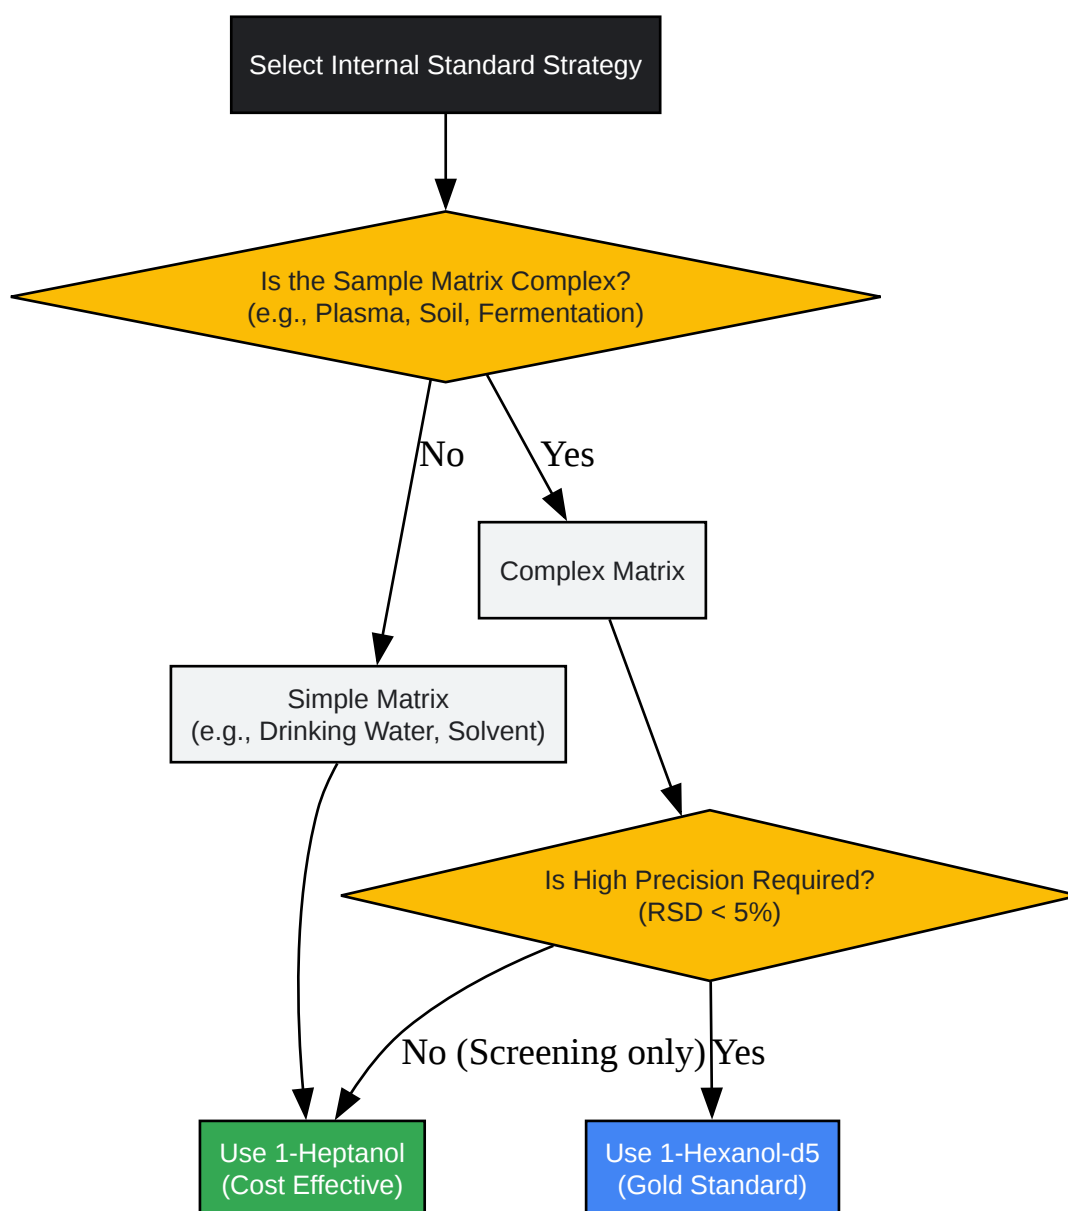 Select Internal Standard Strategy
Is the Sample Matrix Complex?
(e.g., Plasma, Soil, Fermentation)
No
Yes
Complex Matrix
Simple Matrix
(e.g., Drinking Water, Solvent)
Is High Precision Required?
(RSD < 5%)
No (Screening only)
Yes
Use 1-Heptanol
(Cost Effective)
Use 1-Hexanol-d5
(Gold Standard)